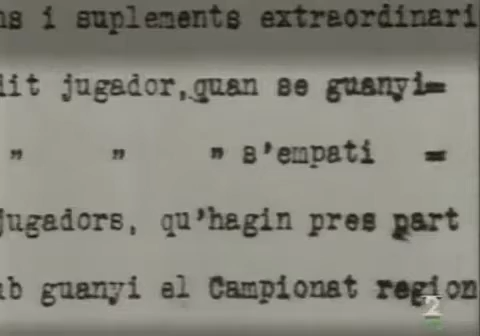 ns i suplements extraordinari
dit jugador, quan se guanyi=
"   "   " s'empati =
jugadors, qu'hagin pres part
ab guanyi el Campionat region
2